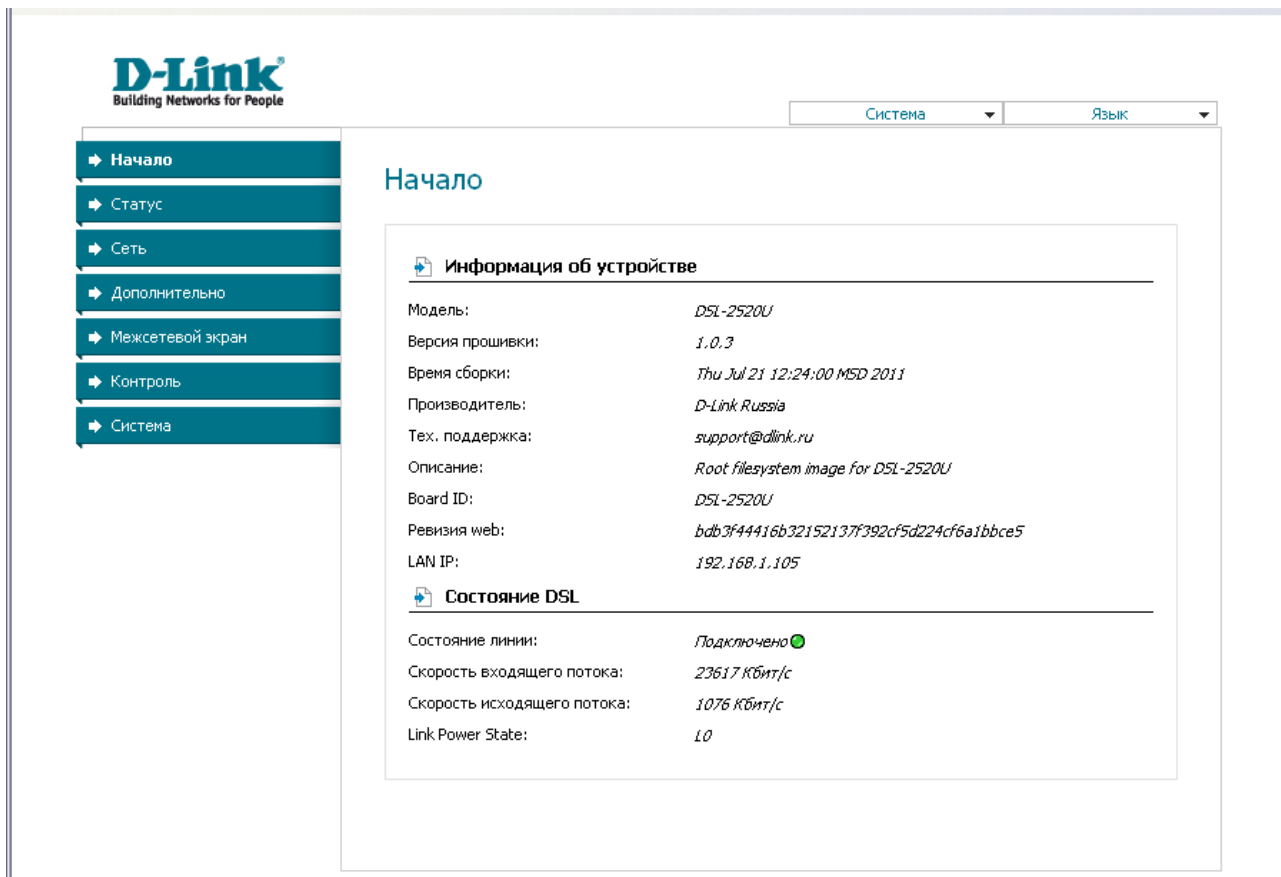 D-Link®
Building Networks for People
Система
Язык
Начало
Статус
Сеть
Дополнительно
Межсетевой экран
Контроль
Система
Начало
Информация об устройстве
Модель: DSL-2520U
Версия прошивки: 1.0.3
Время сборки: Thu Jul 21 12:24:00 MSD 2011
Производитель: D-Link Russia
Тех. поддержка: support@dlink.ru
Описание: Root filesystem image for DSL-2520U
Board ID: DSL-2520U
Ревизия web: bdb3f44416b32152137f392cf5d224cf6a1bbce5
LAN IP: 192.168.1.105
Состояние DSL
Состояние линии: Подключено
Скорость входящего потока: 23617 Кбит/с
Скорость исходящего потока: 1076 Кбит/с
Link Power State: L0